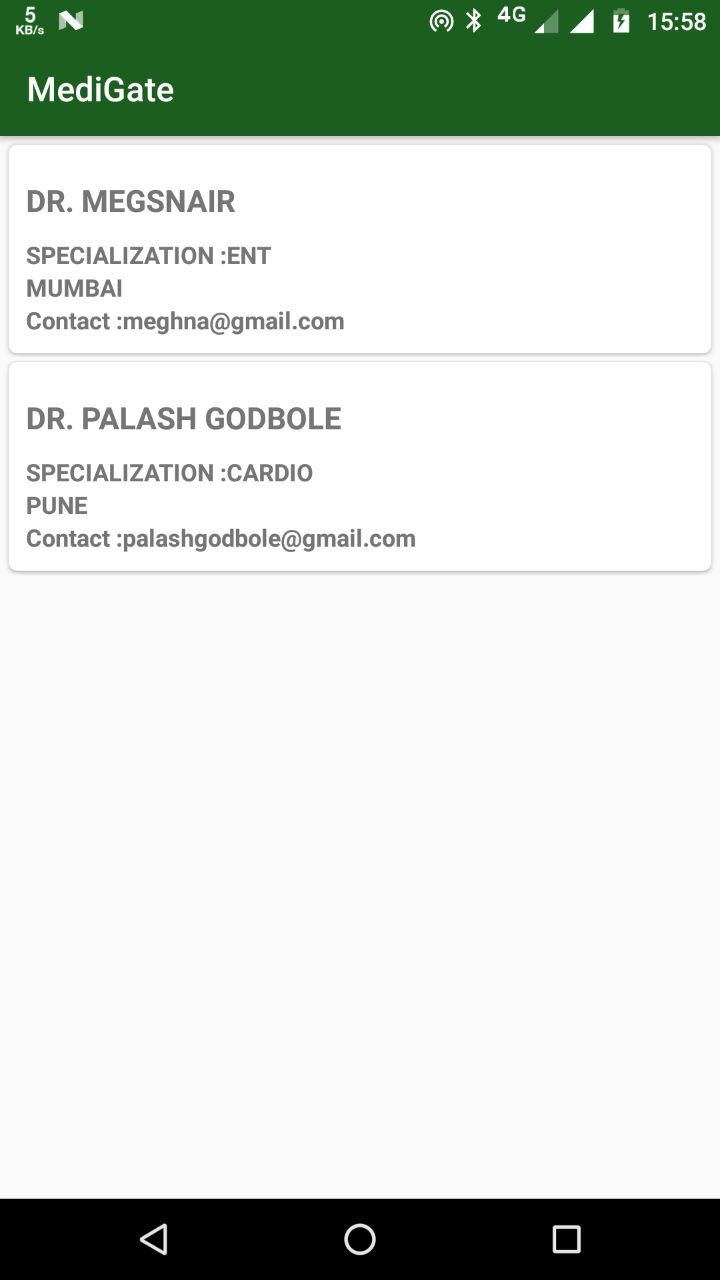 5
KB/s
4G
15:58
MediGate
DR. MEGSNAIR
SPECIALIZATION :ENT
MUMBAI
Contact :meghna@gmail.com
DR. PALASH GODBOLE
SPECIALIZATION :CARDIO
PUNE
Contact :palashgodbole@gmail.com